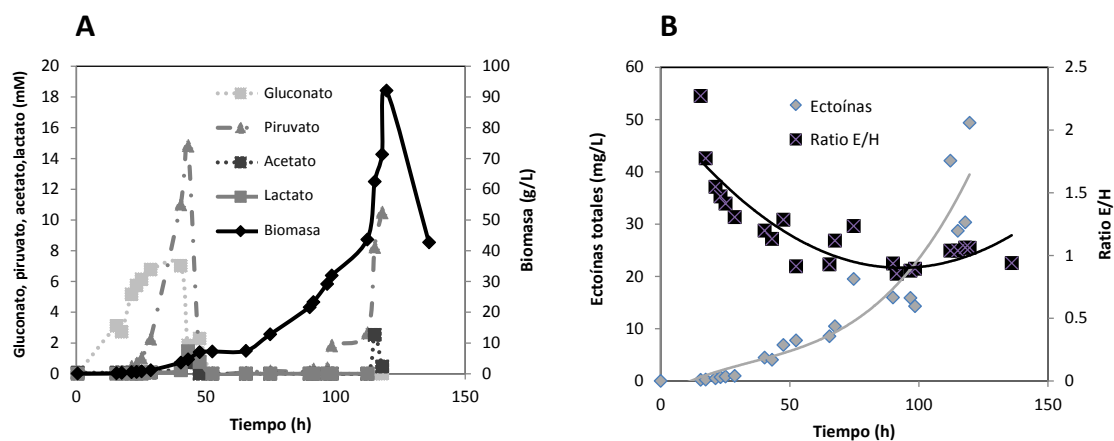 A
Gluconato, piruvato, acetato,lactato (mM)
20
18
16
14
12
10
8
6
4
2
0
Gluconato
Piruvato
Acetato
Lactato
Biomasa
100
90
80
70
60
50
40
30
20
10
0
Biomasa (g/L)
0
50
100
150
Tiempo (h)
B
Ectoínas totales (mg/L)
60
50
40
30
20
10
0
Ectoínas
Ratio E/H
2.5
2
1.5
1
0.5
0
Ratio E/H
0
50
100
150
Tiempo (h)